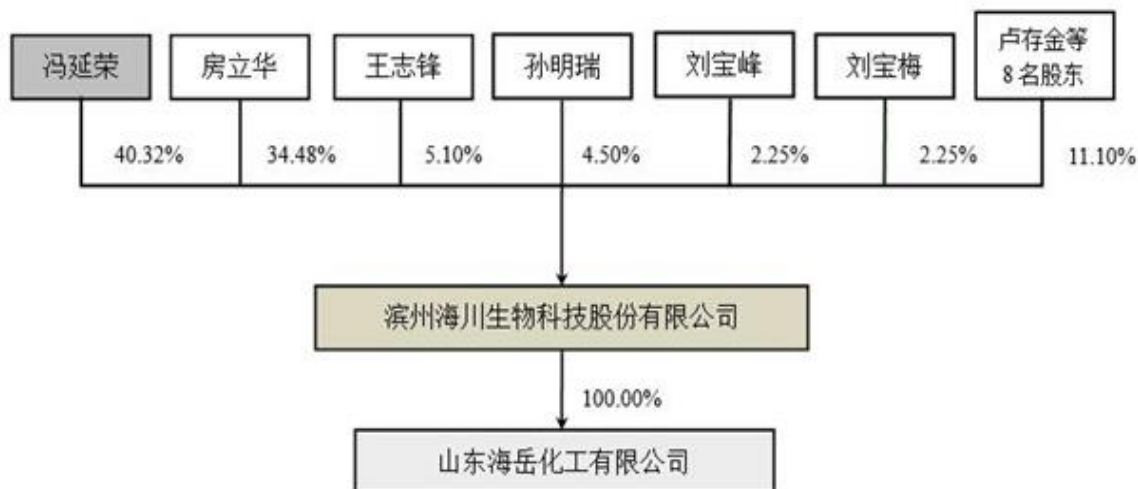 冯延荣
房立华
王志锋
孙明瑞
刘宝峰
刘宝梅
卢存金等
8 名股东
40.32%
34.48%
5.10%
4.50%
2.25%
2.25%
11.10%
滨州海川生物科技股份有限公司
100.00%
山东海岳化工有限公司